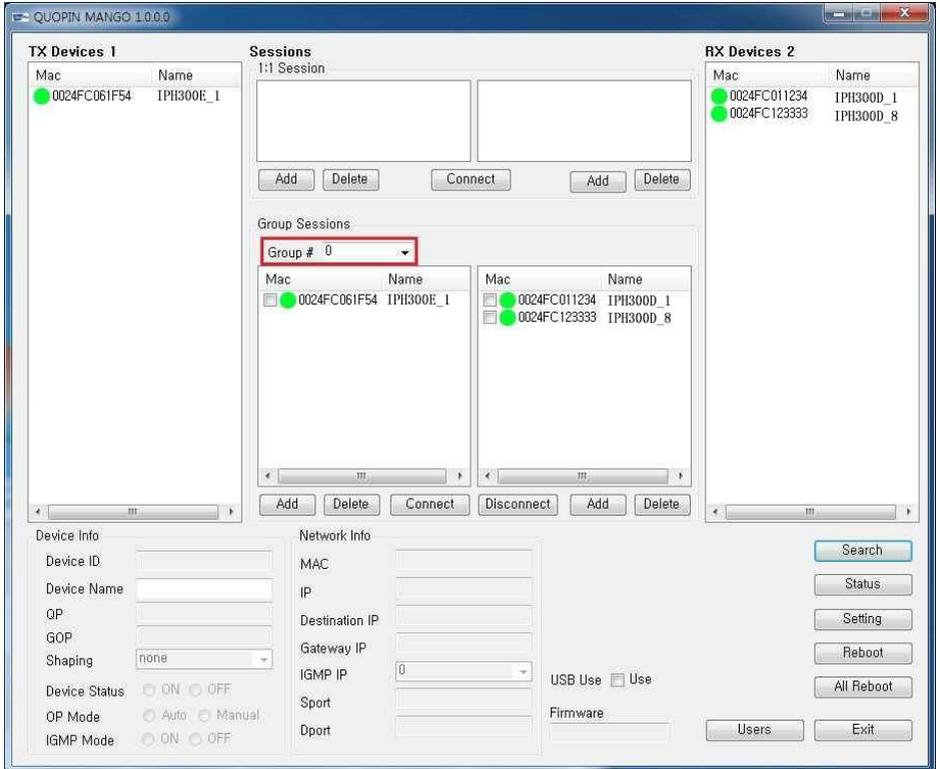 QUOPIN MANGO 1.0.0.0
TX Devices 1
Mac Name
0024FC061F54 IPH300E_1
Sessions
1:1 Session
Add Delete Connect Add Delete
Group Sessions
Group # 0
Mac Name
0024FC061F54 IPH300E_1
Mac Name
0024FC011234 IPH300D_1
0024FC123333 IPH300D_8
Add Delete Connect Disconnect Add Delete
RX Devices 2
Mac Name
0024FC011234 IPH300D_1
0024FC123333 IPH300D_8
Device Info
Device ID
Device Name
QP
GOP
Shaping none
Device Status ON OFF
OP Mode Auto Manual
IGMP Mode ON OFF
Network Info
MAC
IP
Destination IP
Gateway IP
IGMP IP 0
Sport
Dport
USB Use Use
Firmware
Search
Status
Setting
Reboot
All Reboot
Users Exit